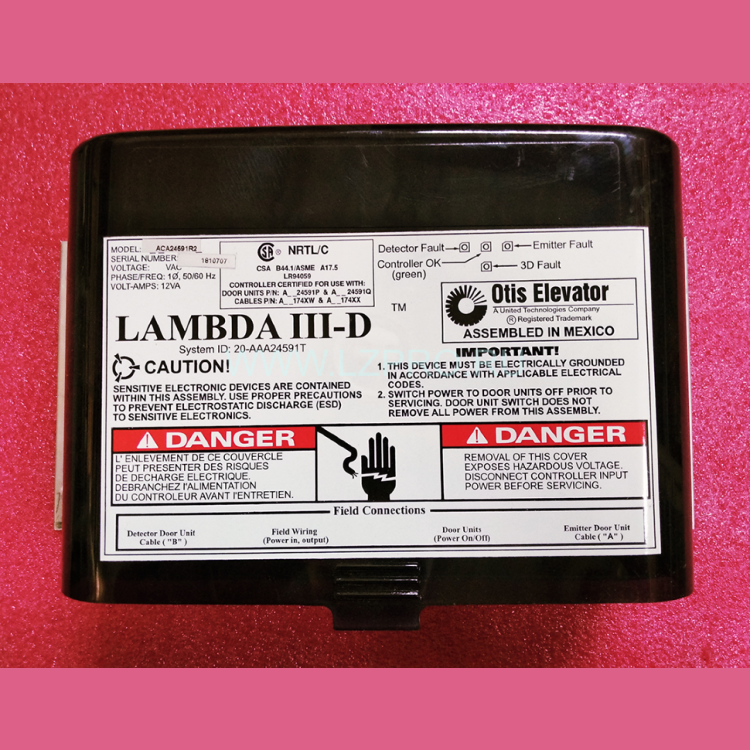 MODEL: ACA24591R2
SERIAL NUMBER: 1810707
VOLTAGE: VAC
PHASE/FREQ: 1Ø, 50/60 Hz
VOLT-AMPS: 12VA
NRTL/C
CSA B44.1/ASME A17.5
LR94059
CONTROLLER CERTIFIED FOR USE WITH:
DOOR UNITS P/N: A__24591P & A__24591Q
CABLES P/N: A__174XW & A__174XX
Detector Fault
Emitter Fault
Controller OK
(green)
3D Fault
Otis Elevator
A United Technologies Company
® Registered Trademark
ASSEMBLED IN MEXICO
LAMBDA III-D ™
System ID: 20-AAA24591T
CAUTION!
SENSITIVE ELECTRONIC DEVICES ARE CONTAINED
WITHIN THIS ASSEMBLY. USE PROPER PRECAUTIONS
TO PREVENT ELECTROSTATIC DISCHARGE (ESD)
TO SENSITIVE ELECTRONICS.
IMPORTANT!
1. THIS DEVICE MUST BE ELECTRICALLY GROUNDED
IN ACCORDANCE WITH APPLICABLE ELECTRICAL
CODES.
2. SWITCH POWER TO DOOR UNITS OFF PRIOR TO
SERVICING. DOOR UNIT SWITCH DOES NOT
REMOVE ALL POWER FROM THIS ASSEMBLY.
DANGER
L' ENLEVEMENT DE CE COUVERCLE
PEUT PRESENTER DES RISQUES
DE DECHARGE ELECTRIQUE.
DEBRANCHEZ L'ALIMENTATION
DU CONTROLEUR AVANT l'ENTRETIEN.
DANGER
REMOVAL OF THIS COVER
EXPOSES HAZARDOUS VOLTAGE.
DISCONNECT CONTROLLER INPUT
POWER BEFORE SERVICING.
Field Connections
Detector Door Unit
Cable ( "B" )
Field Wiring
(Power in, output)
Door Units
(Power On/Off)
Emitter Door Unit
Cable ( "A" )